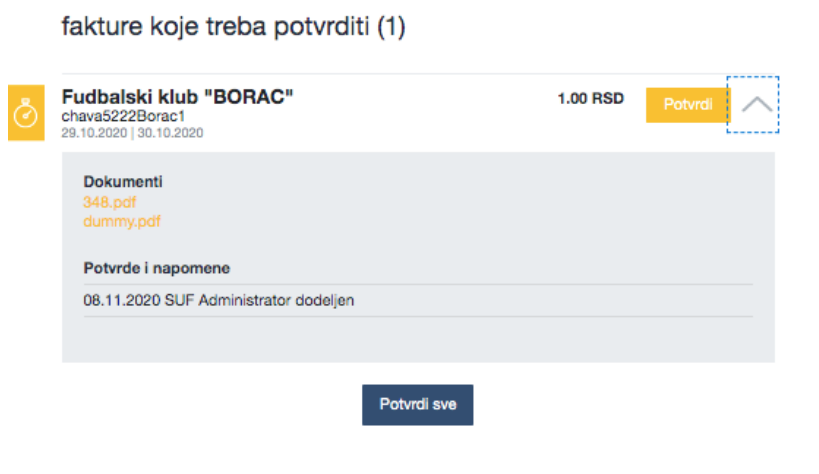 fakture koje treba potvrditi (1)
Fudbalski klub "BORAC"
1.00 RSD
Potvrdi
chava5222Borac1
29.10.2020 | 30.10.2020
Dokumenti
348.pdf
dummy.pdf
Potvrde i napomene
08.11.2020 SUF Administrator dodeljen
Potvrdi sve